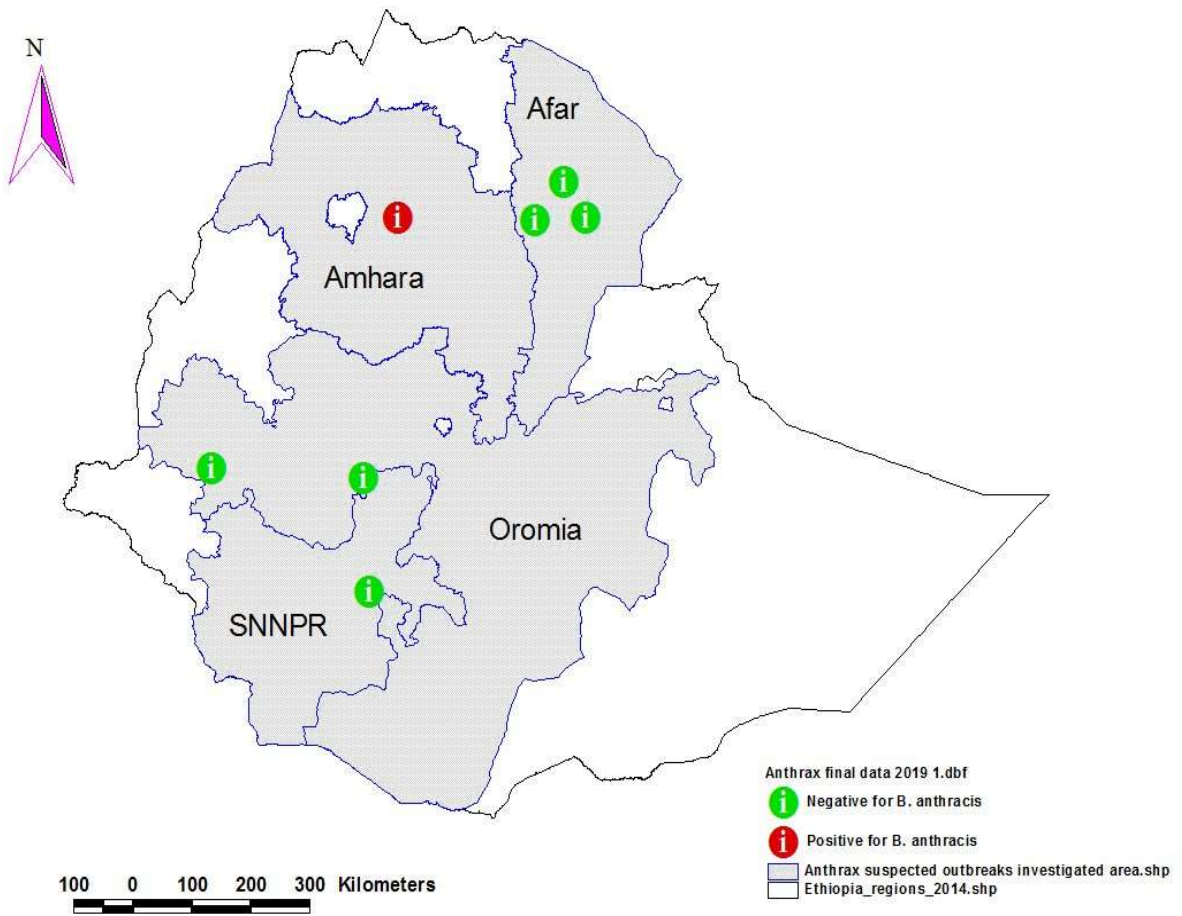 N
Afar
i
i
i
i
Amhara
i
i
Oromia
i
SNNPR
Anthrax final data 2019 1.dbf
i Negative for B. anthracis
i Positive for B. anthracis
Anthrax suspected outbreaks investigated area.shp
Ethiopia_regions_2014.shp
100 0 100 200 300 Kilometers